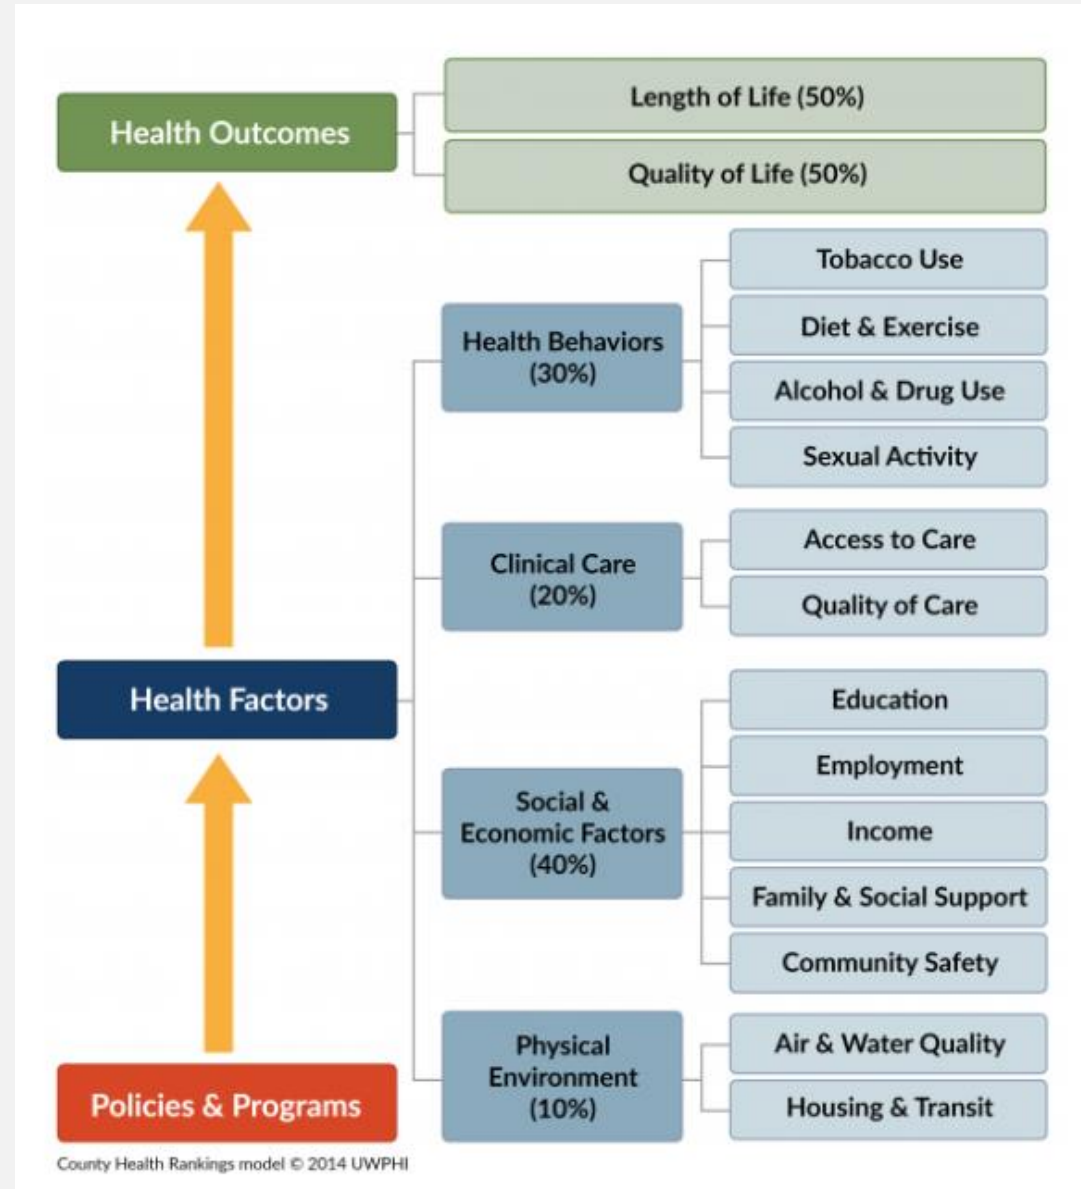 Health Outcomes
Length of Life (50%)
Quality of Life (50%)
Health Factors
Health Behaviors
(30%)
Tobacco Use
Diet & Exercise
Alcohol & Drug Use
Sexual Activity
Clinical Care
(20%)
Access to Care
Quality of Care
Social &
Economic Factors
(40%)
Education
Employment
Income
Family & Social Support
Community Safety
Physical
Environment
(10%)
Air & Water Quality
Housing & Transit
Policies & Programs
County Health Rankings model © 2014 UWPHI